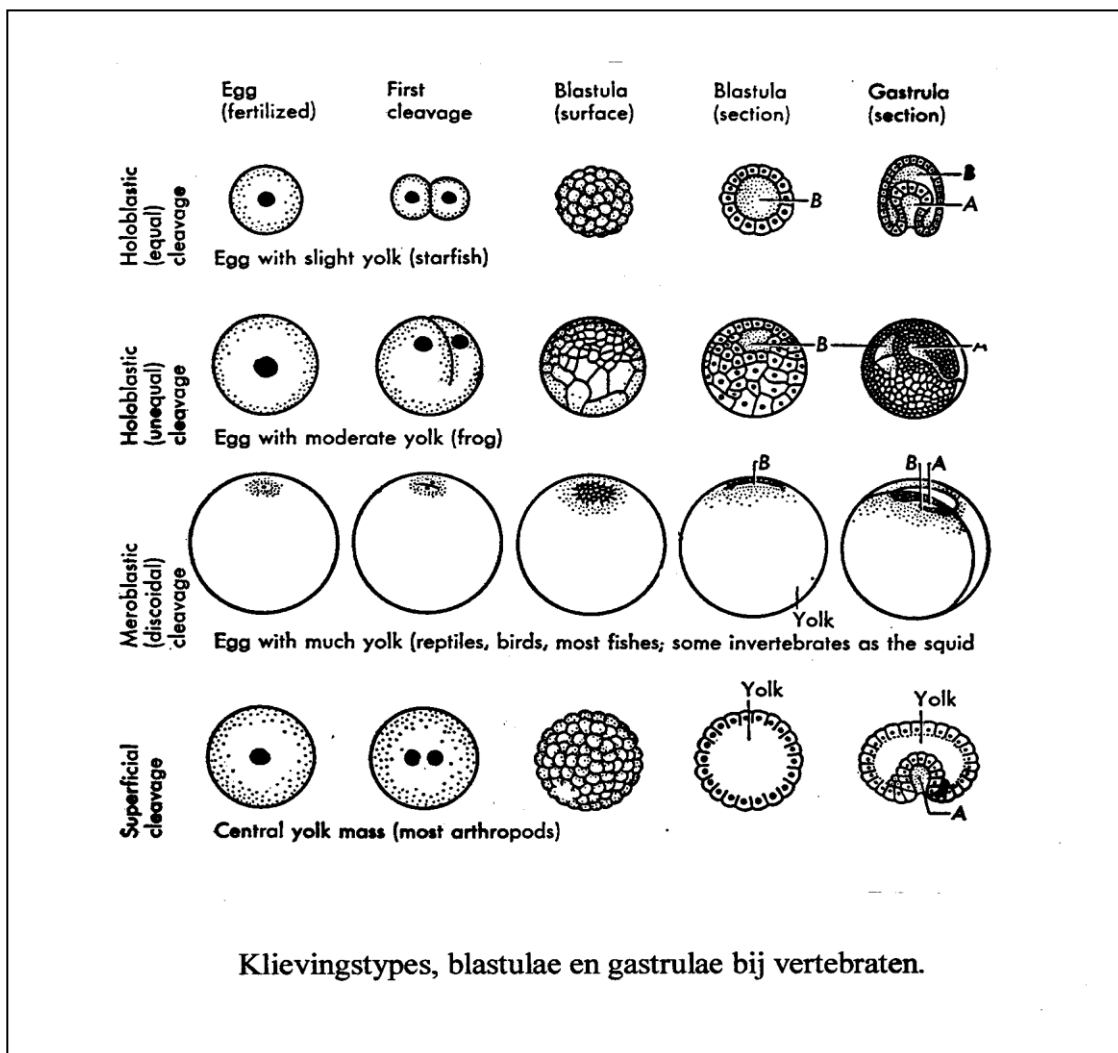 Egg
(fertilized)
First
cleavage
Blastula
(surface)
Blastula
(section)
Gastrula
(section)
Holoblastic
(equal)
cleavage
B
B
A
Egg with slight yolk (starfish)
Holoblastic
(unequal)
cleavage
B
Egg with moderate yolk (frog)
Meroblastic
(discoidal)
cleavage
B
B A
Yolk
Egg with much yolk (reptiles, birds, most fishes; some invertebrates as the squid
Superficial
cleavage
Yolk
Yolk
A
Central yolk mass (most arthropods)
Klievingstypes, blastulae en gastrulae bij vertebraten.